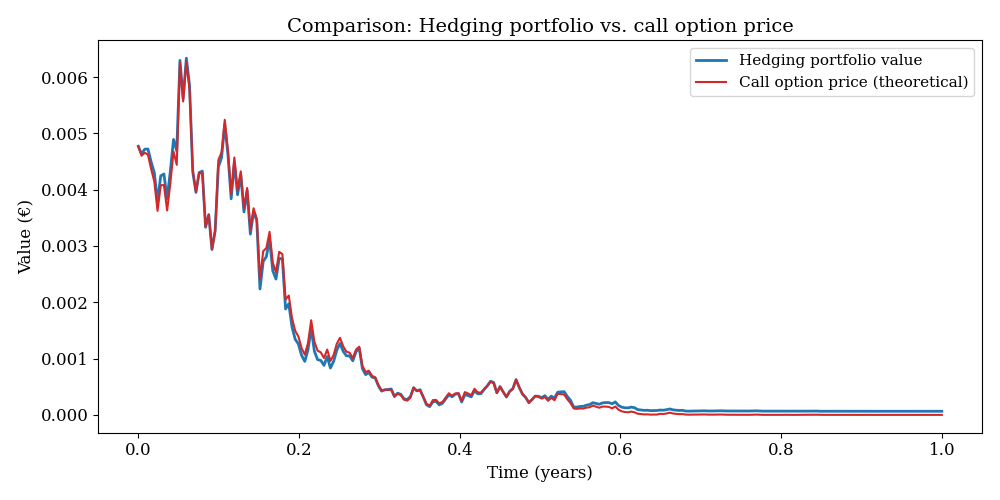 Comparison: Hedging portfolio vs. call option price
Hedging portfolio value
Call option price (theoretical)
Value (€)
0.006
0.005
0.004
0.003
0.002
0.001
0.000
0.0 0.2 0.4 0.6 0.8 1.0
Time (years)